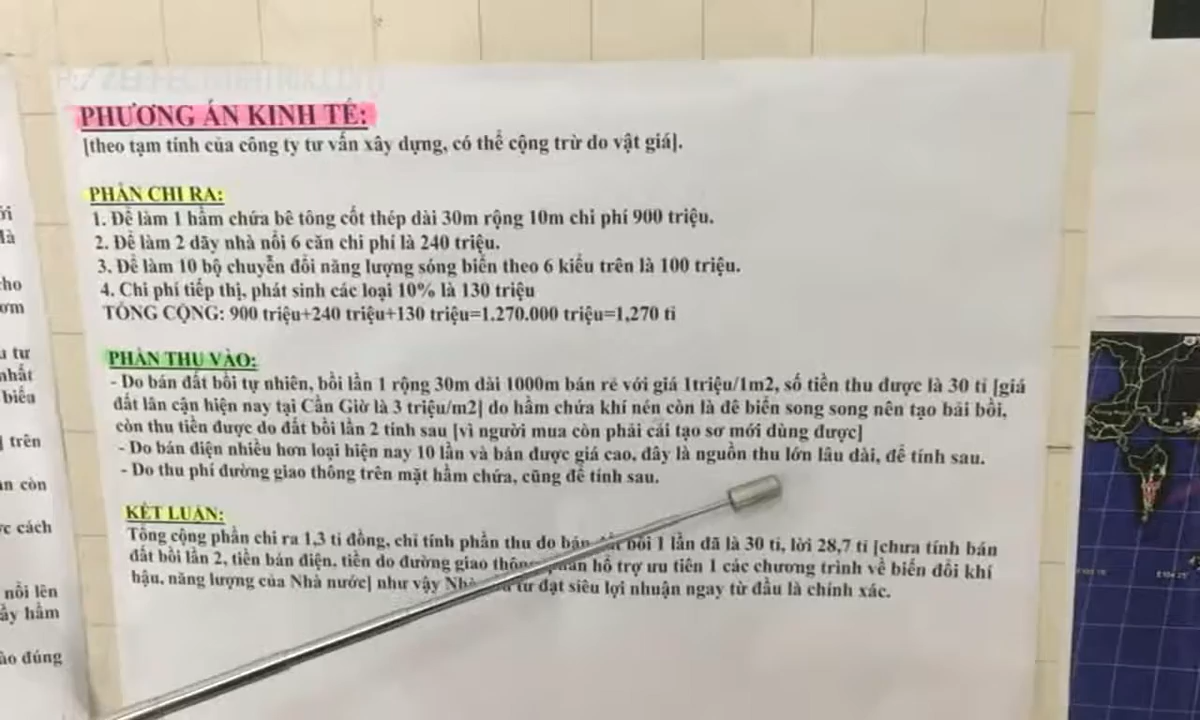 PHƯƠNG ÁN KINH TẾ:
[theo tạm tính của công ty tư vấn xây dựng, có thể cộng trừ do vật giá].
PHẦN CHI RA:
1. Để làm 1 hầm chứa bê tông cốt thép dài 30m rộng 10m chi phí 900 triệu.
2. Để làm 2 dãy nhà nổi 6 căn chi phí là 240 triệu.
3. Để làm 10 bộ chuyển đổi năng lượng sóng biển theo 6 kiểu trên là 100 triệu.
4. Chi phí tiếp thị, phát sinh các loại 10% là 130 triệu
TỔNG CỘNG: 900 triệu+240 triệu+130 triệu=1.270.000 triệu=1,270 tỉ
PHẦN THU VÀO:
- Do bán đất bồi tự nhiên, bồi lần 1 rộng 30m dài 1000m bán rẻ với giá 1triệu/1m2, số tiền thu được là 30 tỉ [giá
đất lân cận hiện nay tại Cần Giờ là 3 triệu/m2] do hầm chứa khí nén còn là đê biển song song nên tạo bãi bồi,
còn thu tiền được do đất bồi lần 2 tính sau [vì người mua còn phải cải tạo sơ mới dùng được]
- Do bán điện nhiều hơn loại hiện nay 10 lần và bán được giá cao, đây là nguồn thu lớn lâu dài, để tính sau.
- Do thu phí đường giao thông trên mặt hầm chứa, cũng để tính sau.
KẾT LUẬN:
Tổng cộng phần chi ra 1,3 tỉ đồng, chỉ tính phần thu do bán bồi 1 lần đã là 30 tỉ, lời 28,7 tỉ [chưa tính bán
đất bồi lần 2, tiền bán điện, tiền do đường giao thông hỗ trợ ưu tiên 1 các chương trình về biến đổi khí
hậu, năng lượng của Nhà nước] như vậy tư đạt siêu lợi nhuận ngay từ đầu là chính xác.
là
cho
ơm
tư
nhất
biển
trên
còn
cách
nổi lên
ẩy hầm
đúng